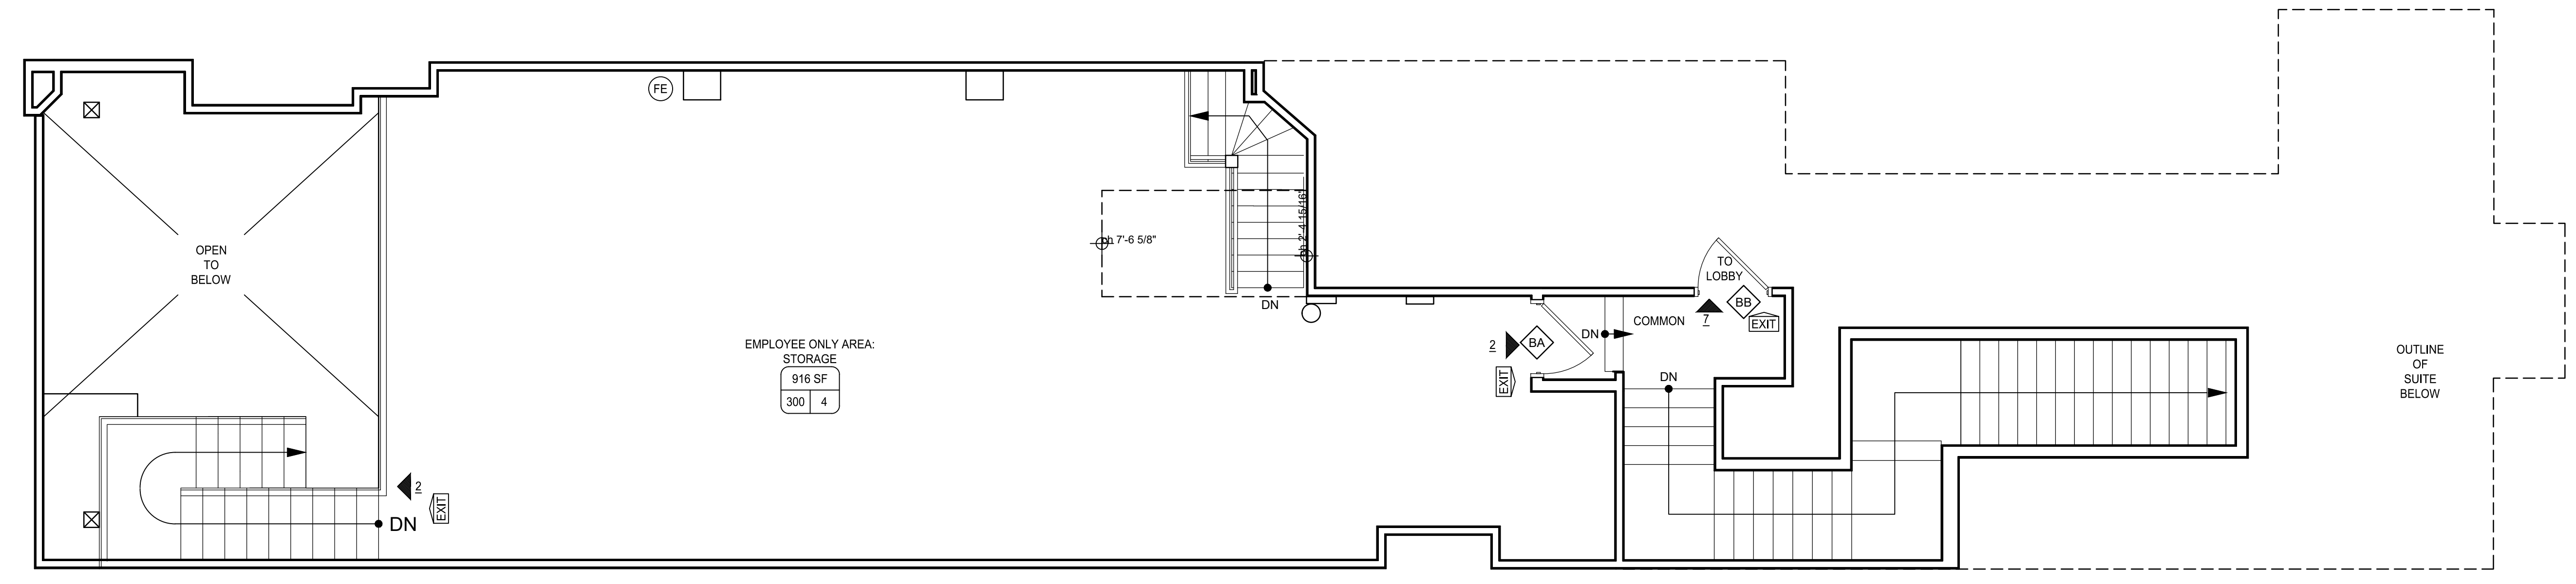 FE
OPEN
TO
BELOW
ph 7'-6 5/8"
ph 2'-4 15/16"
DN
EMPLOYEE ONLY AREA:
STORAGE
916 SF
300 4
2
EXIT
DN
2
EXIT
BA
DN
COMMON
TO
LOBBY
BB
7
EXIT
DN
OUTLINE
OF
SUITE
BELOW